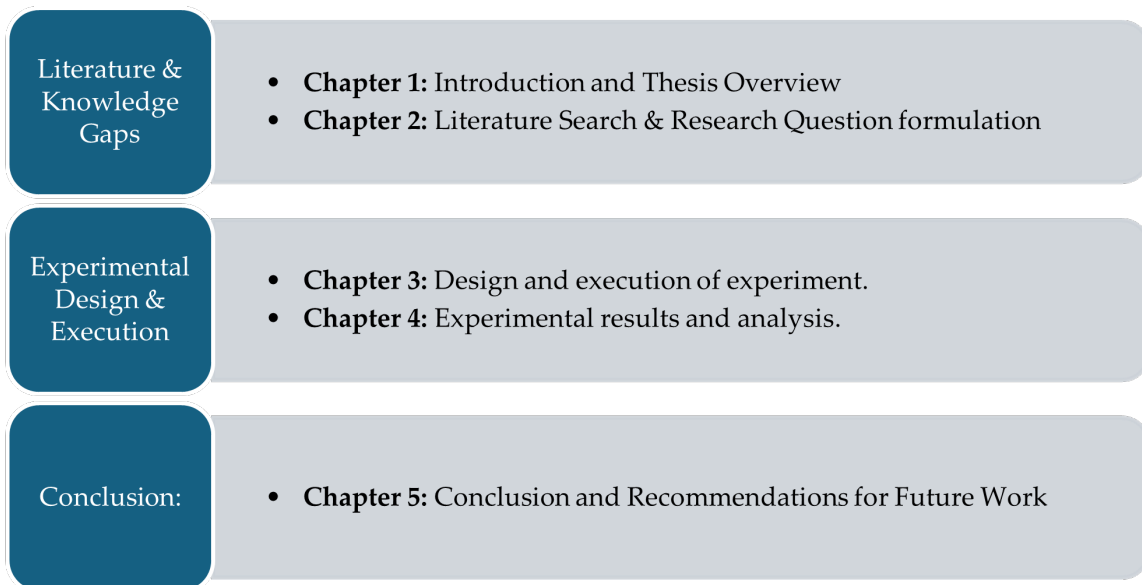 Literature &
Knowledge
Gaps
• Chapter 1: Introduction and Thesis Overview
• Chapter 2: Literature Search & Research Question formulation
Experimental
Design &
Execution
• Chapter 3: Design and execution of experiment.
• Chapter 4: Experimental results and analysis.
Conclusion:
• Chapter 5: Conclusion and Recommendations for Future Work